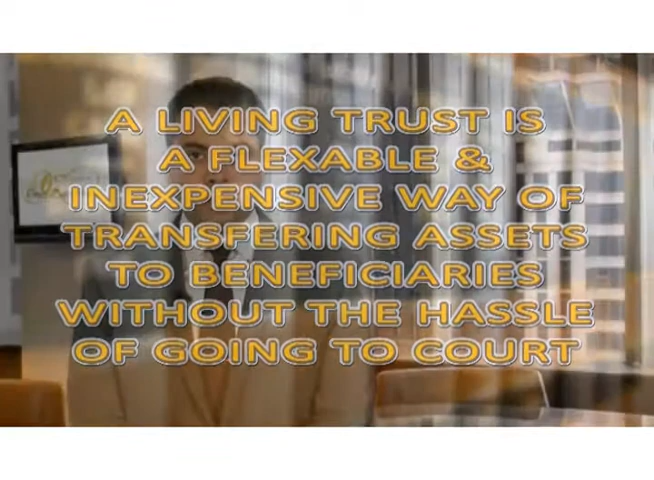 A LIVING TRUST IS
A FLEXABLE &
INEXPENSIVE WAY OF
TRANSFERING ASSETS
TO BENEFICIARIES
WITHOUT THE HASSLE
OF GOING TO COURT